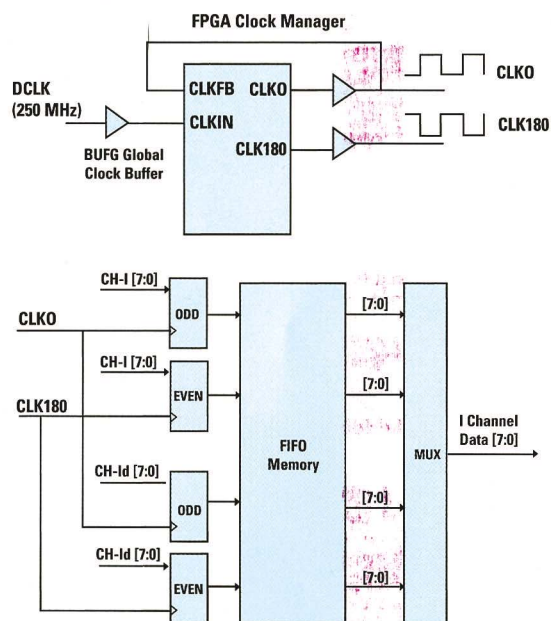 FPGA Clock Manager
DCLK
(250 MHz)
BUFG Global
Clock Buffer
CLKFB
CLKO
CLKIN
CLK180
CLKO
CLK180
CH-I [7:0]
ODD
CLKO
CH-I [7:0]
EVEN
CLK180
CH-Id [7:0]
ODD
CH-Id [7:0]
EVEN
FIFO
Memory
[7:0]
[7:0]
[7:0]
[7:0]
MUX
I Channel
Data [7:0]